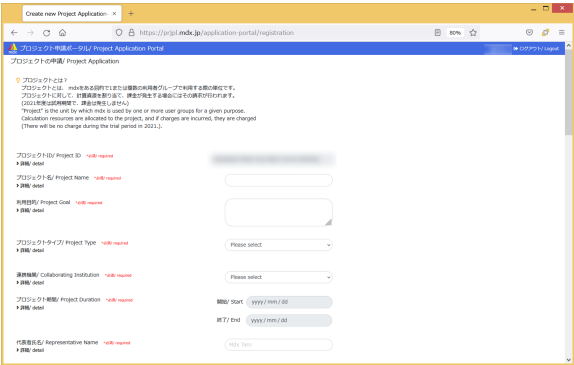 Create new Project Application
https://prjpl.mdx.jp/application-portal/registration
80%
プロジェクト申請ポータル/ Project Application Portal
ログアウト/ Logout
プロジェクトの申請/ Project Application
プロジェクトとは？
プロジェクトとは、mdxをある目的で1または複数の利用者グループで利用する際の単位です。
プロジェクトに対して、計算資源を割り当て、課金が発生する場合にはその請求が行われます。
(2021年度は試用期間で、課金は発生しません)
"Project" is the unit by which mdx is used by one or more user groups for a given purpose.
Calculation resources are allocated to the project, and if charges are incurred, they are charged
(There will be no charge during the trial period in 2021.).
プロジェクトID/ Project ID *必須/ required
詳細/ detail
プロジェクト名/ Project Name *必須/ required
詳細/ detail
利用目的/ Project Goal *必須/ required
詳細/ detail
プロジェクトタイプ/ Project Type *必須/ required
Please select
詳細/ detail
連携機関/ Collaborating Institution *必須/ required
Please select
詳細/ detail
プロジェクト期間/ Project Duration *必須/ required
開始/ Start yyyy / mm / dd
詳細/ detail
終了/ End yyyy / mm / dd
代表者氏名/ Representative Name *必須/ required
Mdx Taro
詳細/ detail